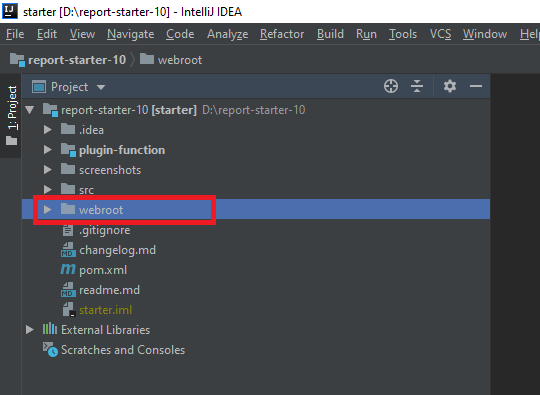 IJ starter [D:\report-starter-10] - IntelliJ IDEA
File Edit View Navigate Code Analyze Refactor Build Run Tools VCS Window Help
report-starter-10 webroot
1: Project
Project
report-starter-10 [starter] D:\report-starter-10
.idea
plugin-function
screenshots
src
webroot
.gitignore
changelog.md
m pom.xml
readme.md
starter.iml
External Libraries
Scratches and Consoles